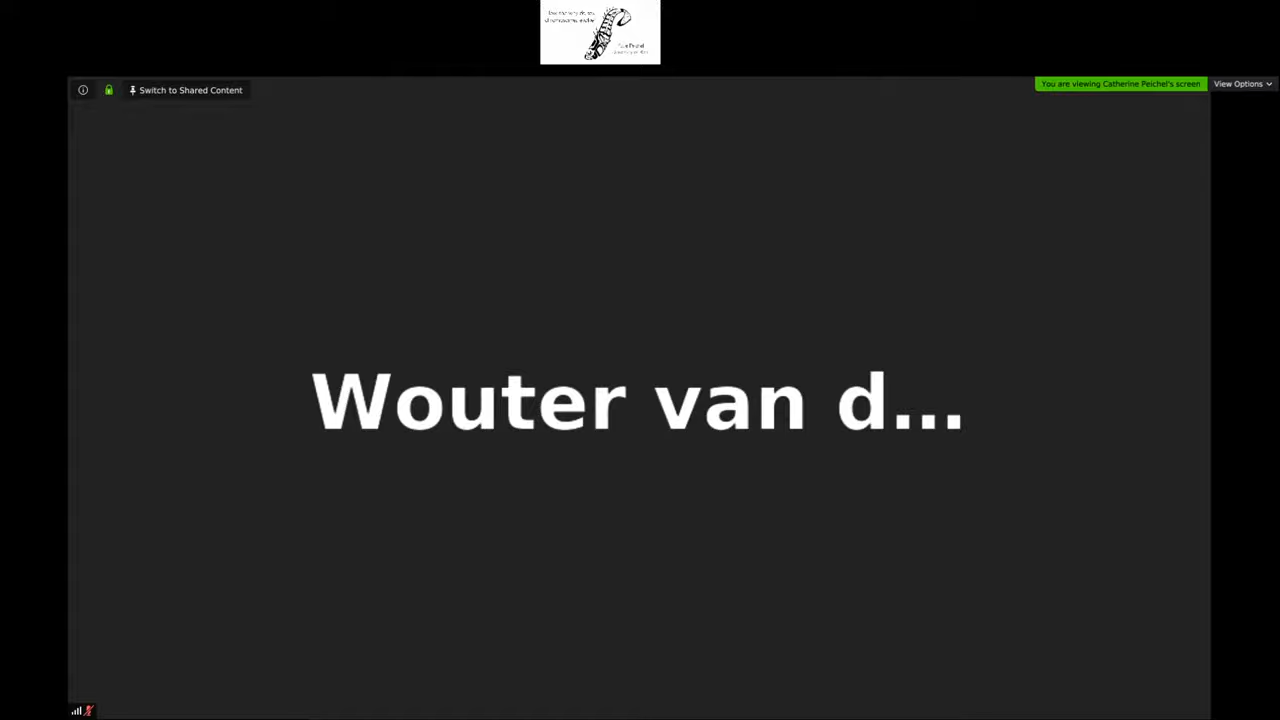 Switch to Shared Content
You are viewing Catherine Peichel's screen
View Options
Wouter van d...